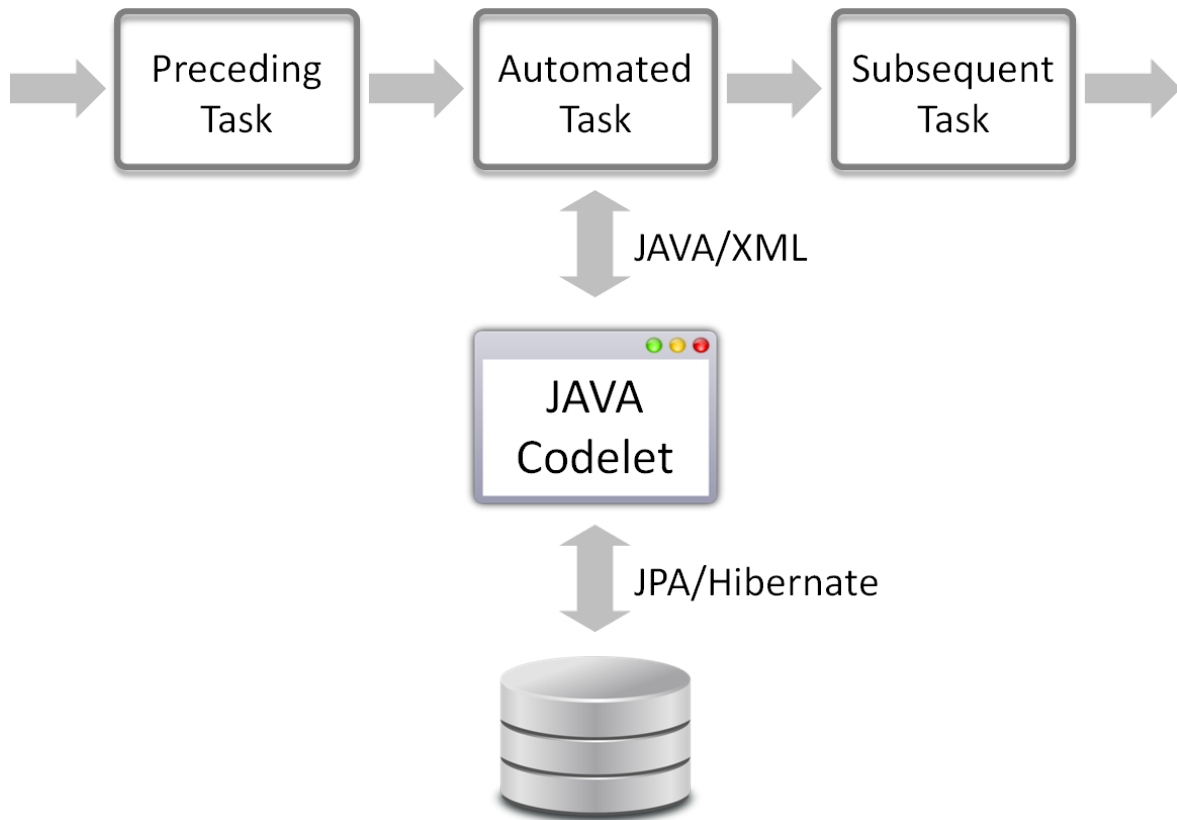 Preceding
Task
Automated
Task
Subsequent
Task
JAVA/XML
JAVA
Codelet
JPA/Hibernate